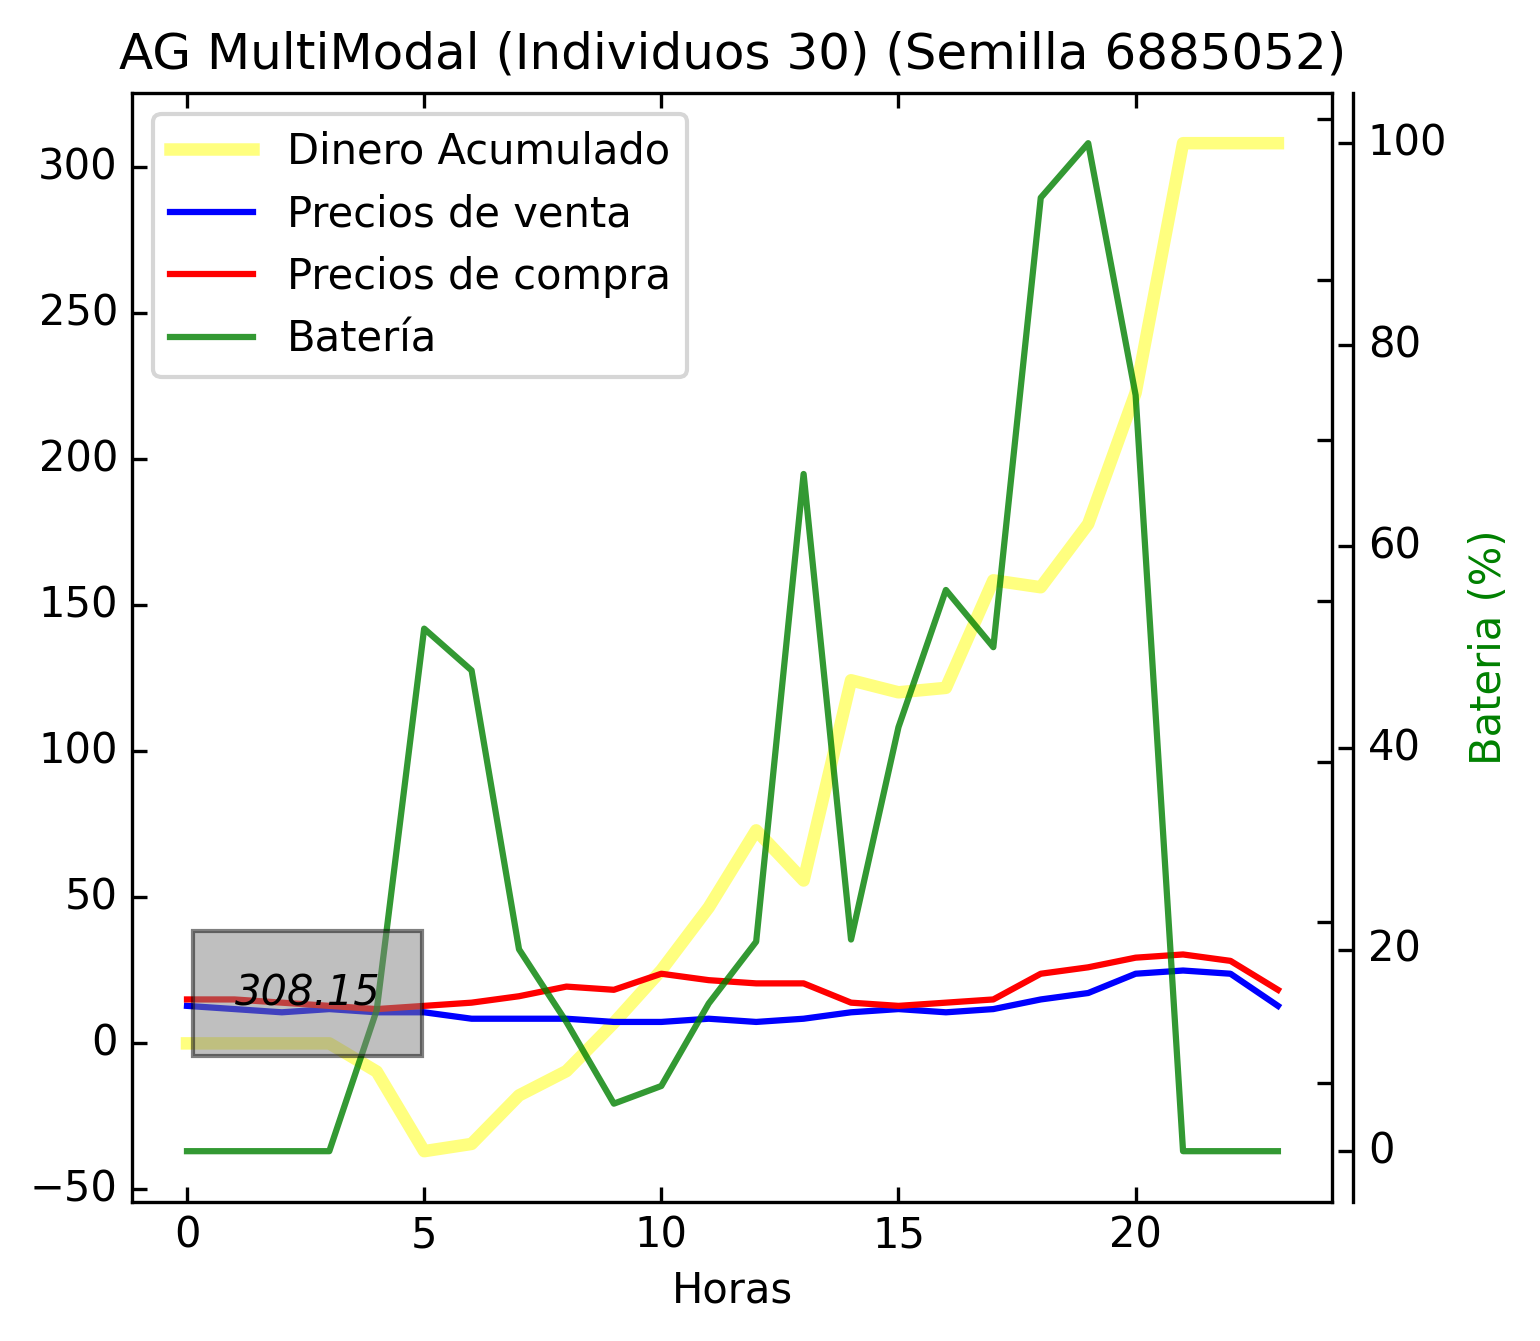 AG MultiModal (Individuos 30) (Semilla 6885052)
Dinero Acumulado
Precios de venta
Precios de compra
Batería
300
250
200
150
100
50
0
−50
308.15
100
80
60
40
20
0
Bateria (%)
0 5 10 15 20
Horas